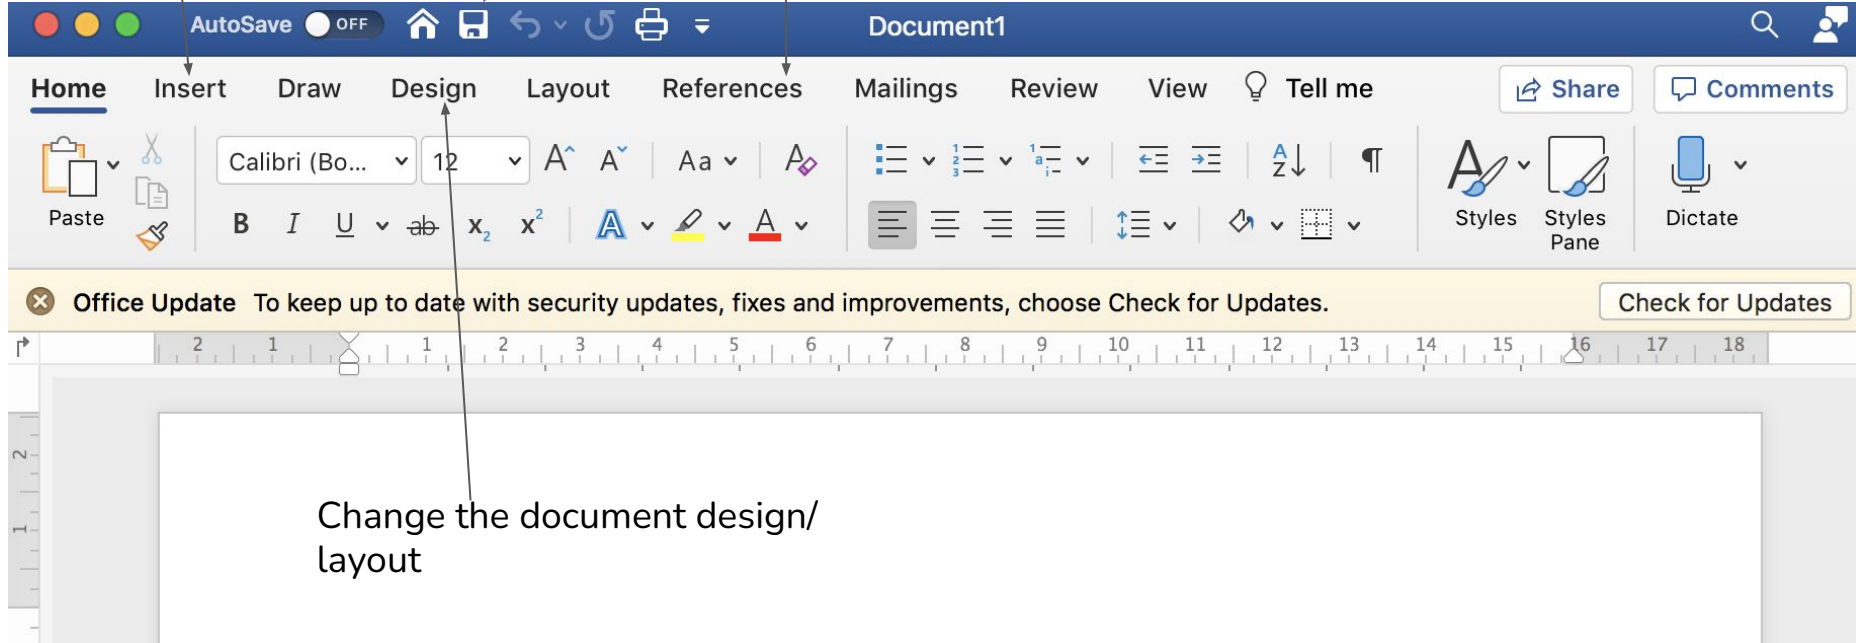 AutoSave OFF Document1
Home Insert Draw Design Layout References Mailings Review View Tell me Share Comments
Calibri (Bo... 12 A A Aa A
Paste B I U ab x2 x2 A A Styles Styles Pane Dictate
Office Update To keep up to date with security updates, fixes and improvements, choose Check for Updates. Check for Updates
2 1 1 2 3 4 5 6 7 8 9 10 11 12 13 14 15 16 17 18
2
1
Change the document design/
layout